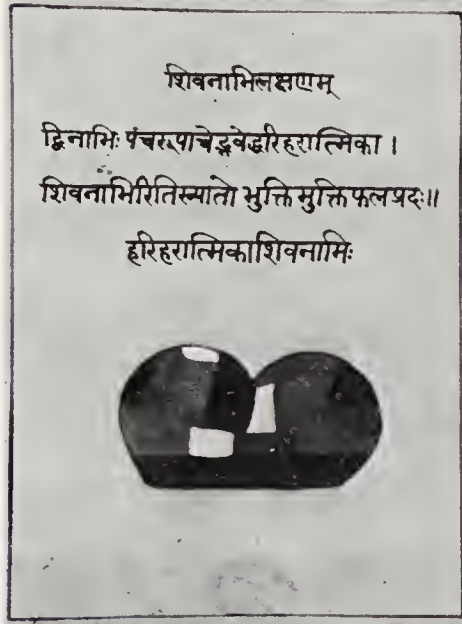 शिवनाभिलक्षणम्
द्विनाभिः पंचरूपाचेद्भवेद्धरिहरात्मिका ।
शिवनाभिरितिख्यातो भुक्तिमुक्तिफलप्रदः॥
हरिहरात्मिकाशिवनाभिः